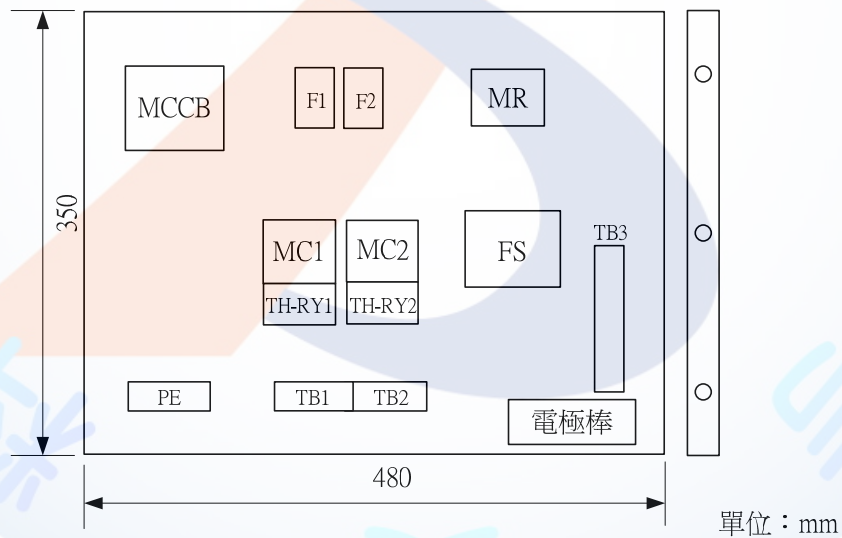 MCCB
F1
F2
MR
350
MC1
MC2
FS
TB3
TH-RY1
TH-RY2
PE
TB1
TB2
電極棒
480
單位：mm